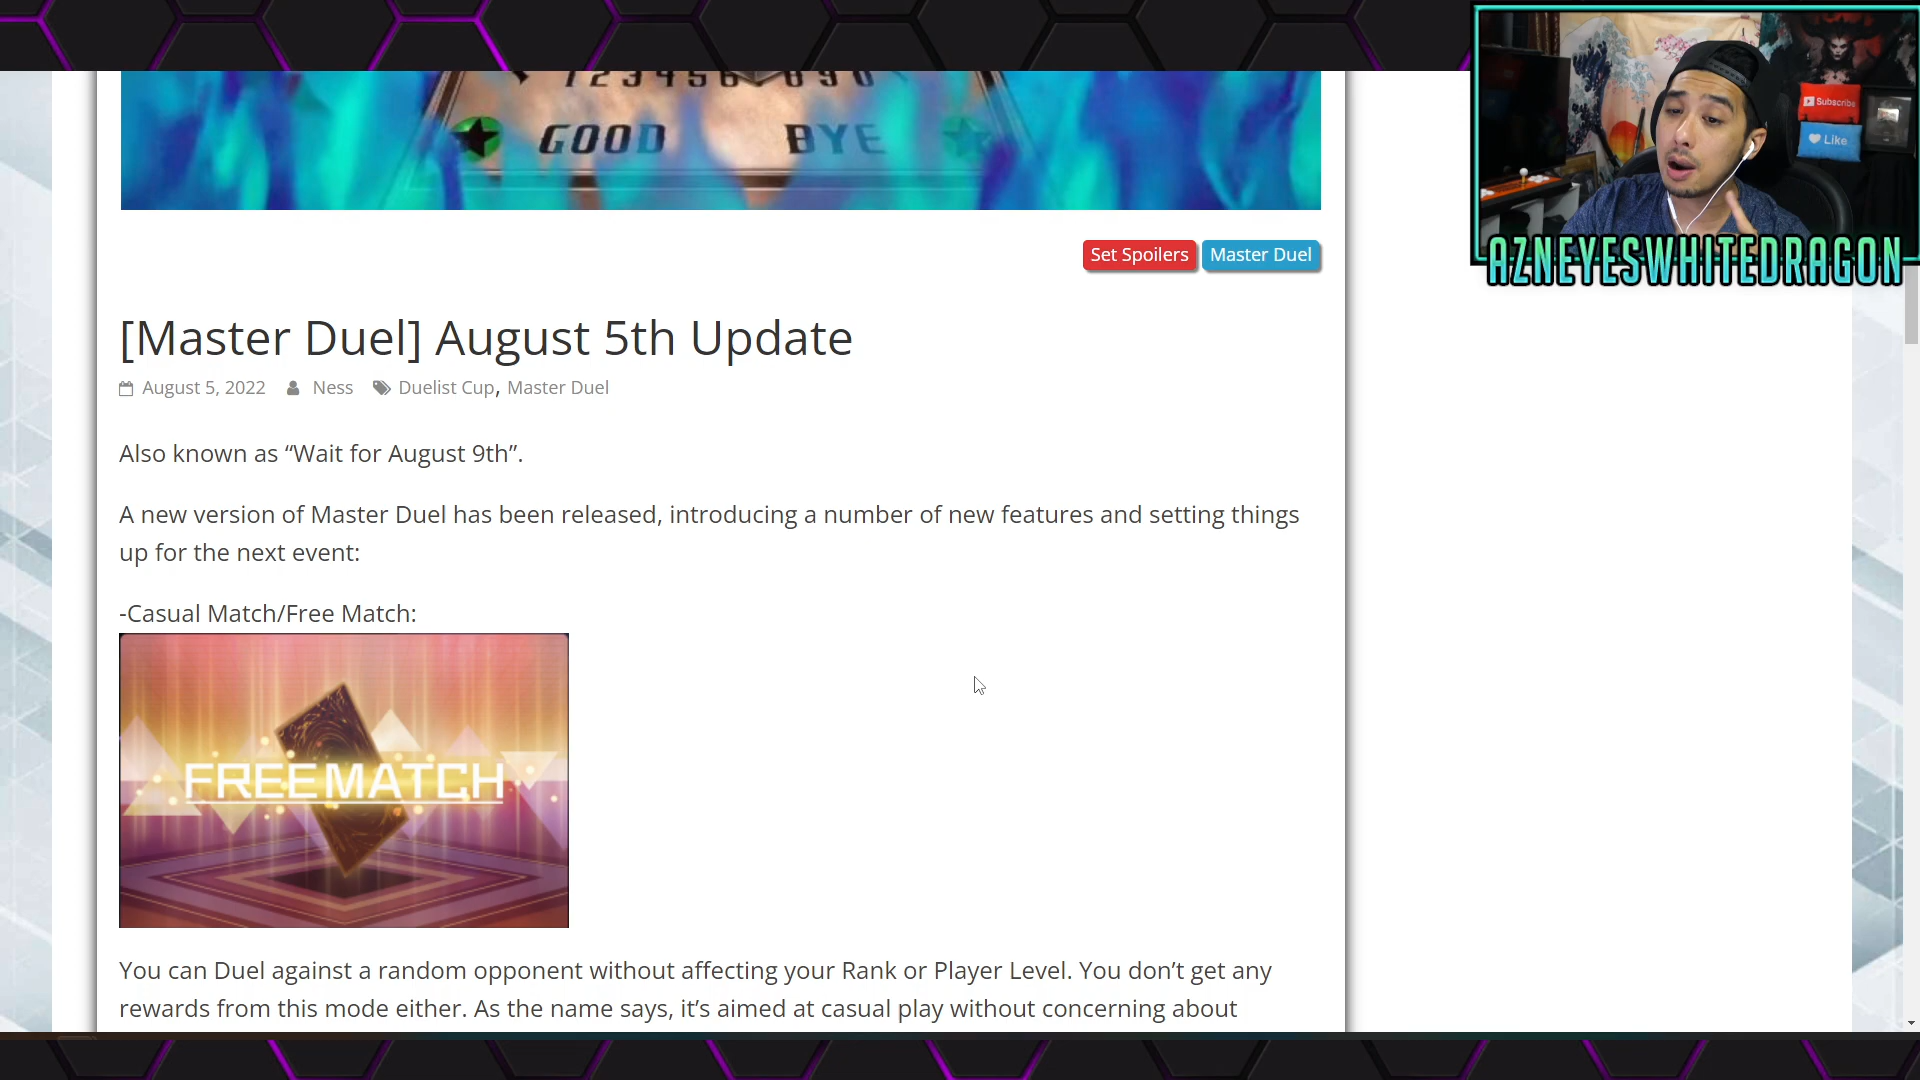 123456 890
GOOD BYE
Subscribe
Like
AZNEYESWHITEDRAGON
Set Spoilers Master Duel
[Master Duel] August 5th Update
August 5, 2022 Ness Duelist Cup, Master Duel
Also known as “Wait for August 9th”.
A new version of Master Duel has been released, introducing a number of new features and setting things
up for the next event:
-Casual Match/Free Match:
FREE MATCH
You can Duel against a random opponent without affecting your Rank or Player Level. You don’t get any
rewards from this mode either. As the name says, it’s aimed at casual play without concerning about